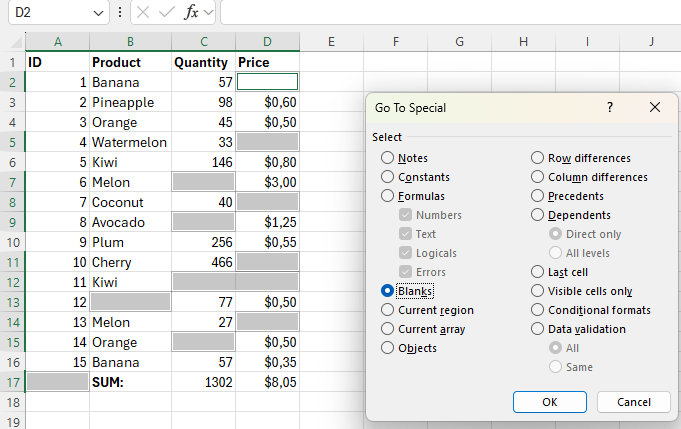 D2 fx
A B C D E F G H I J
1 ID Product Quantity Price
2 1 Banana 57
3 2 Pineapple 98 $0,60
4 3 Orange 45 $0,50
5 4 Watermelon 33
6 5 Kiwi 146 $0,80
7 6 Melon $3,00
8 7 Coconut 40
9 8 Avocado $1,25
10 9 Plum 256 $0,55
11 10 Cherry 466
12 11 Kiwi
13 12 77 $0,50
14 13 Melon 27
15 14 Orange $0,50
16 15 Banana 57 $0,35
17 SUM: 1302 $8,05
18
19
Go To Special ?
Select
Notes
Constants
Formulas
Numbers
Text
Logicals
Errors
Blanks
Current region
Current array
Objects
Row differences
Column differences
Precedents
Dependents
Direct only
All levels
Last cell
Visible cells only
Conditional formats
Data validation
All
Same
OK Cancel